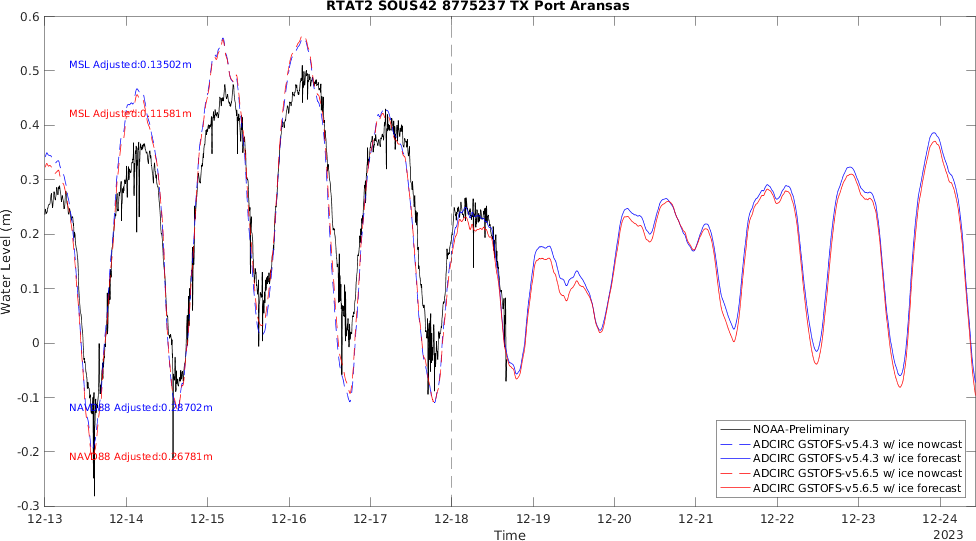 RTAT2 SOUS42 8775237 TX Port Aransas
0.6
0.5
0.4
0.3
0.2
0.1
0
-0.1
-0.2
-0.3
Water Level (m)
MSL Adjusted:0.13502m
MSL Adjusted:0.11581m
NAVD88 Adjusted:0.28702m
NAVD88 Adjusted:0.26781m
NOAA-Preliminary
ADCIRC GSTOFS-v5.4.3 w/ ice nowcast
ADCIRC GSTOFS-v5.4.3 w/ ice forecast
ADCIRC GSTOFS-v5.6.5 w/ ice nowcast
ADCIRC GSTOFS-v5.6.5 w/ ice forecast
12-13 12-14 12-15 12-16 12-17 12-18 12-19 12-20 12-21 12-22 12-23 12-24
Time
2023